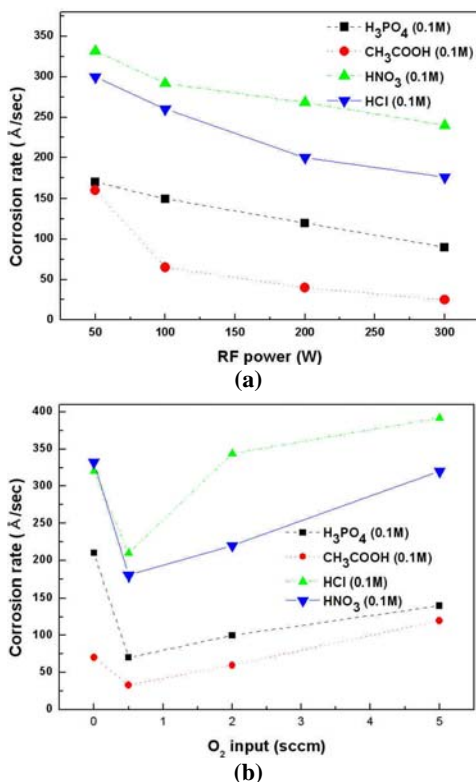 H₃PO₄ (0.1M)
CH₃COOH (0.1M)
HNO₃ (0.1M)
HCl (0.1M)
Corrosion rate ( Å/sec)
350
300
250
200
150
100
50
0
50 100 150 200 250 300
RF power (W)
(a)
Corrosion rate ( Å/sec)
400
350
300
250
200
150
100
50
0
H₃PO₄ (0.1M)
CH₃COOH (0.1M)
HCl (0.1M)
HNO₃ (0.1M)
0 1 2 3 4 5
O₂ input (sccm)
(b)